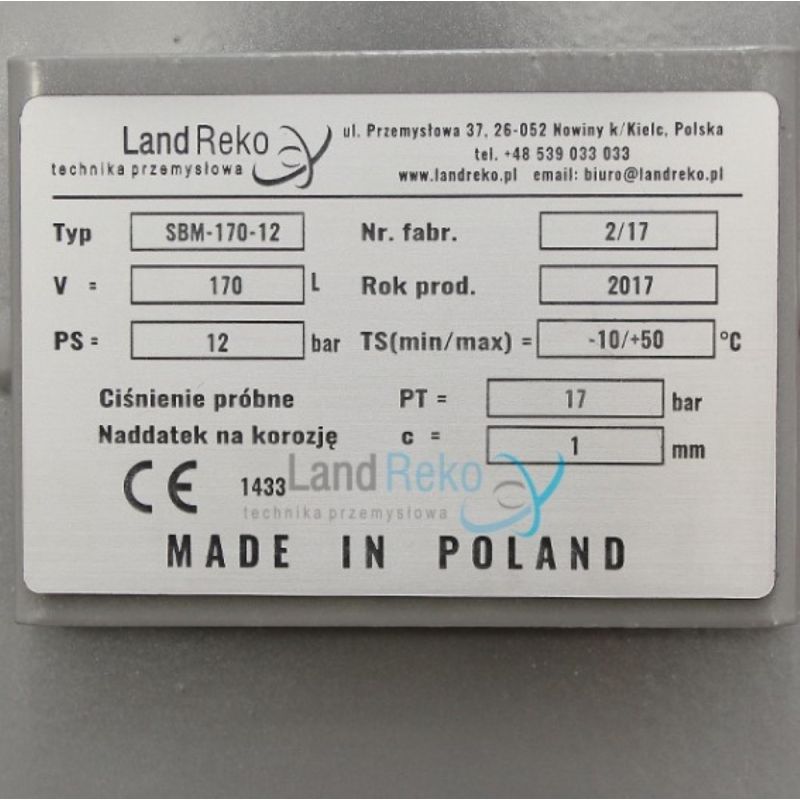 Land Reko
technika przemysłowa
ul. Przemysłowa 37, 26-052 Nowiny k/Kielc, Polska
tel. +48 539 033 033
www.landreko.pl email: biuro@landreko.pl
Typ SBM-170-12 Nr. fabr. 2/17
V = 170 L Rok prod. 2017
PS = 12 bar TS(min/max) = -10/+50 °C
Ciśnienie próbne PT = 17 bar
Naddatek na korozję c = 1 mm
CE 1433
Land Reko
technika przemysłowa
MADE IN POLAND